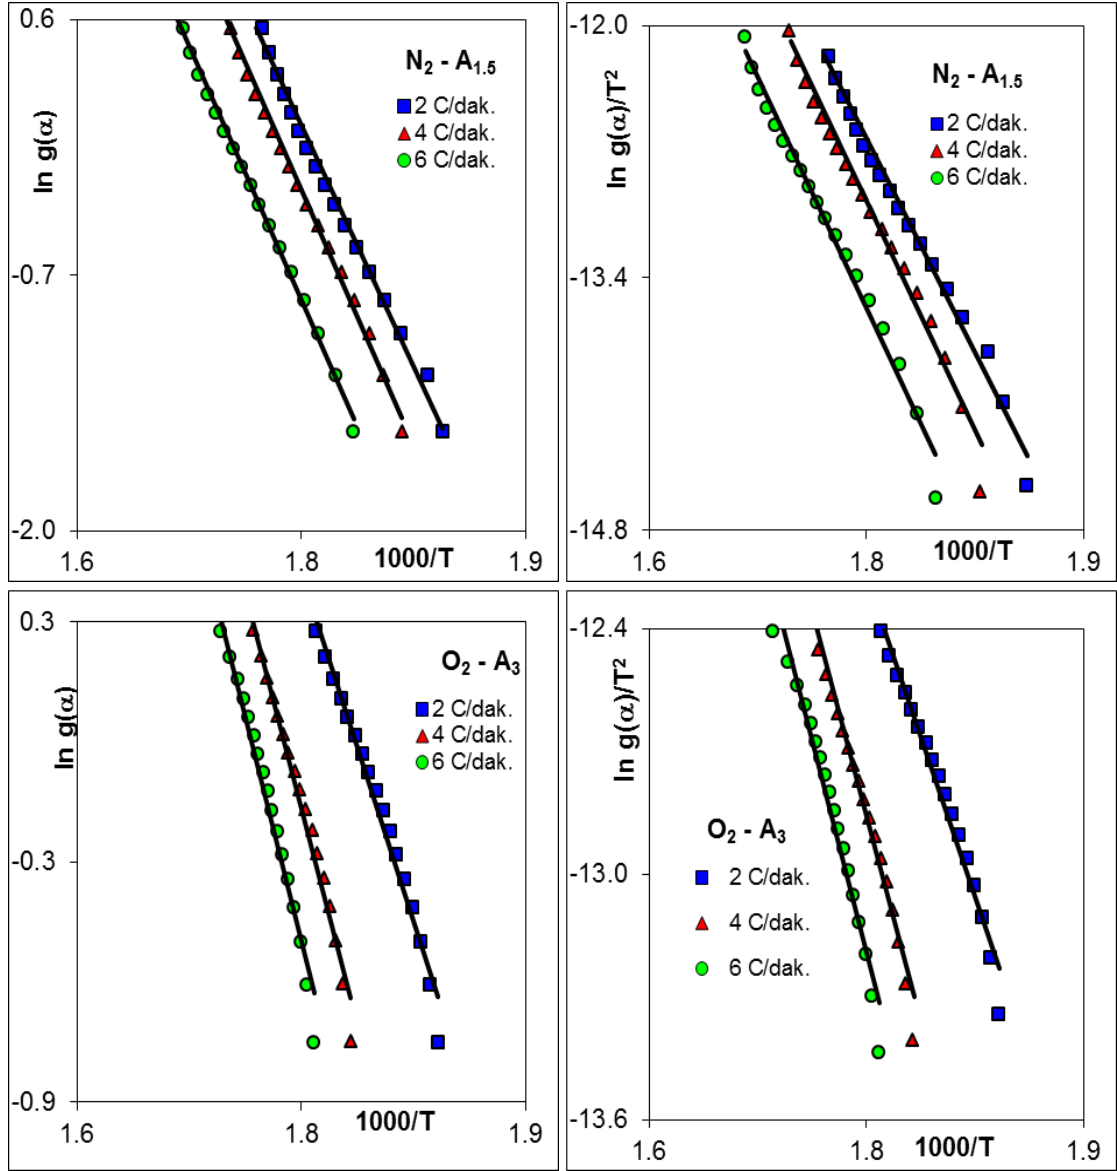 0.6
N2 - A1.5
2 C/dak.
4 C/dak.
6 C/dak.
ln g(α)
-0.7
-2.0
1.6
1.8
1000/T
1.9
-12.0
N2 - A1.5
2 C/dak.
4 C/dak.
6 C/dak.
ln g(α)/T²
-13.4
-14.8
1.6
1.8
1000/T
1.9
0.3
O2 - A3
2 C/dak.
4 C/dak.
6 C/dak.
ln g(α)
-0.3
-0.9
1.6
1.8
1000/T
1.9
-12.4
ln g(α)/T²
O2 - A3
2 C/dak.
4 C/dak.
6 C/dak.
-13.0
-13.6
1.6
1.8
1000/T
1.9